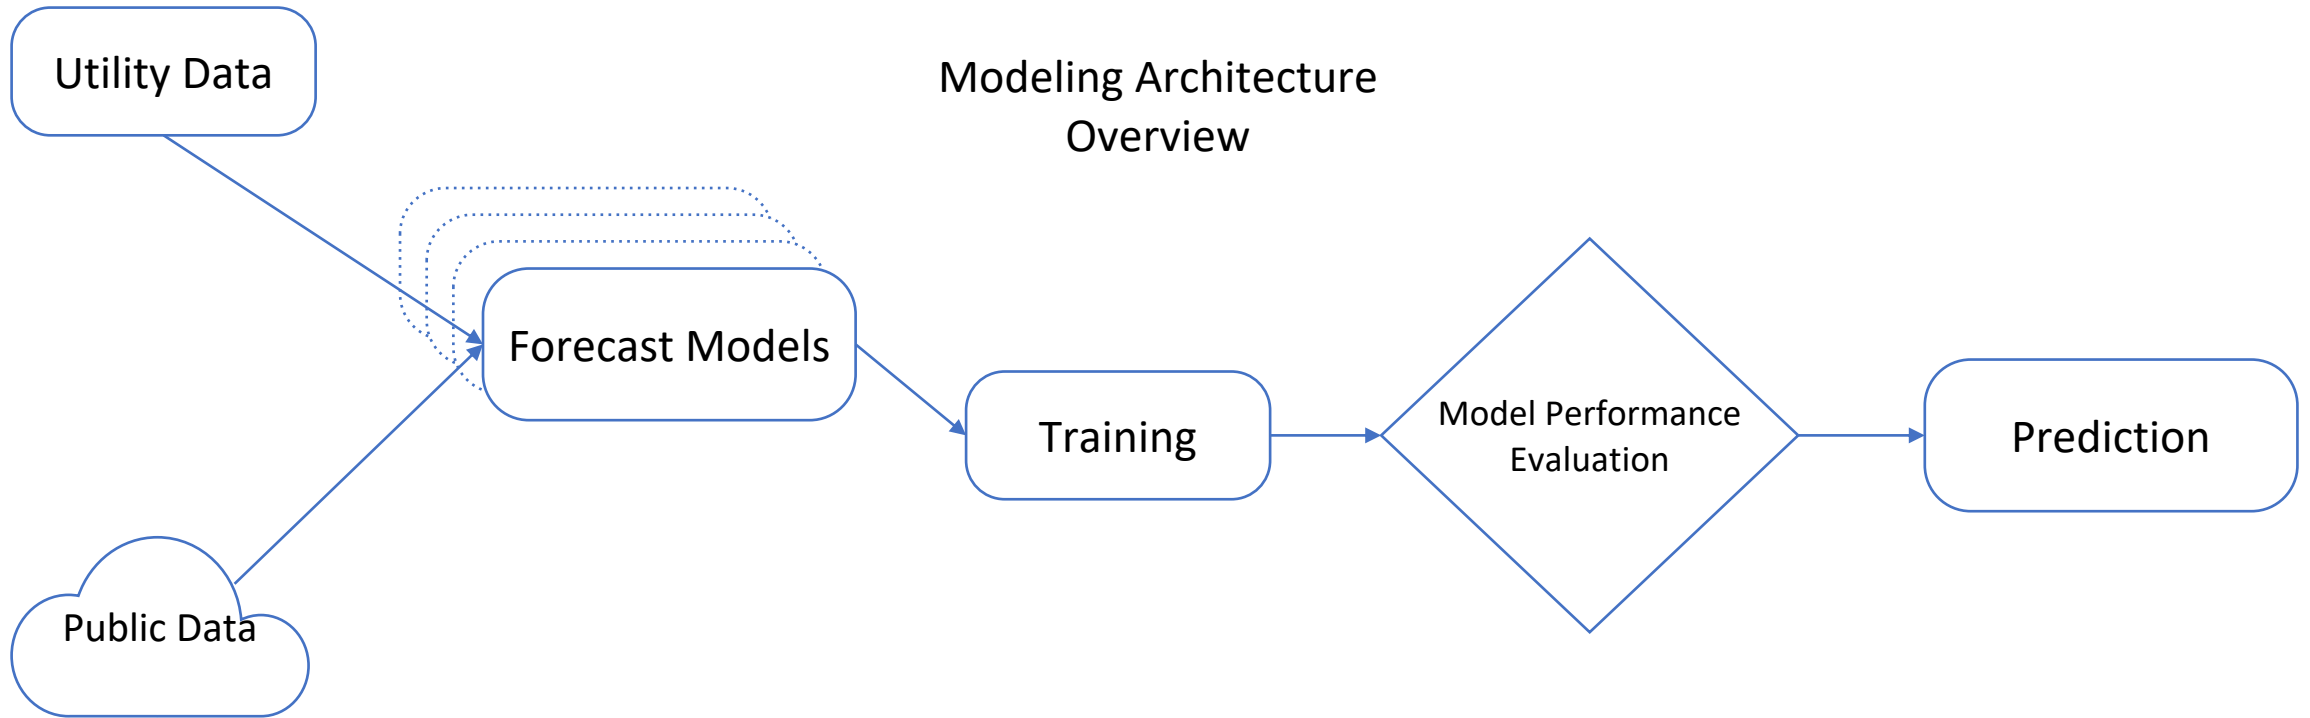 Utility Data
Modeling Architecture
Overview
Forecast Models
Training
Model Performance
Evaluation
Prediction
Public Data